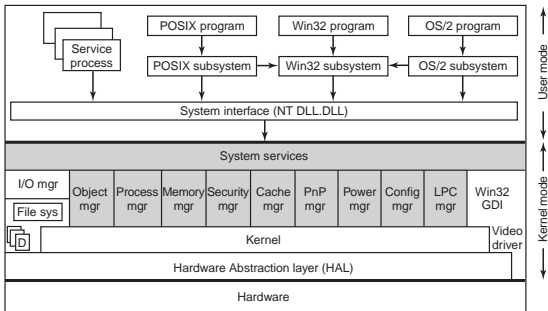 POSIX program
Win32 program
OS/2 program
Service
process
POSIX subsystem
Win32 subsystem
OS/2 subsystem
System interface (NT DLL.DLL)
User mode
System services
I/O mgr
File sys
Object
mgr
Process
mgr
Memory
mgr
Security
mgr
Cache
mgr
PnP
mgr
Power
mgr
Config
mgr
LPC
mgr
Win32
GDI
D
Kernel
Video
driver
Hardware Abstraction layer (HAL)
Hardware
Kernel mode